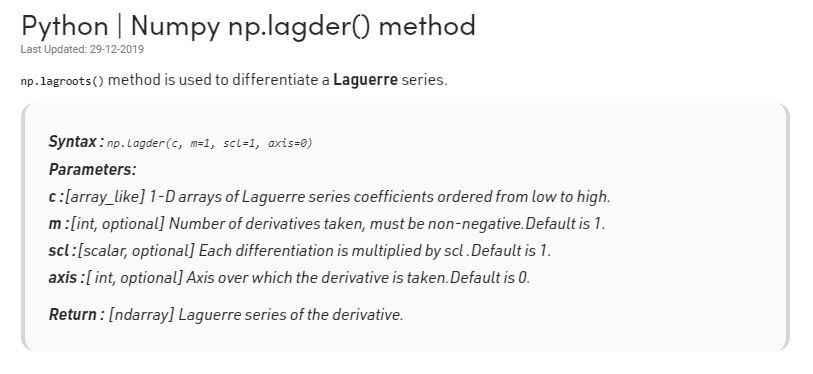 Python | Numpy np.lagder() method
Last Updated: 29-12-2019
np.lagroots() method is used to differentiate a Laguerre series.
Syntax : np.lagder(c, m=1, scl=1, axis=0)
Parameters:
c :[array_like] 1-D arrays of Laguerre series coefficients ordered from low to high.
m :[int, optional] Number of derivatives taken, must be non-negative.Default is 1.
scl :[scalar, optional] Each differentiation is multiplied by scl .Default is 1.
axis :[ int, optional] Axis over which the derivative is taken.Default is 0.
Return : [ndarray] Laguerre series of the derivative.